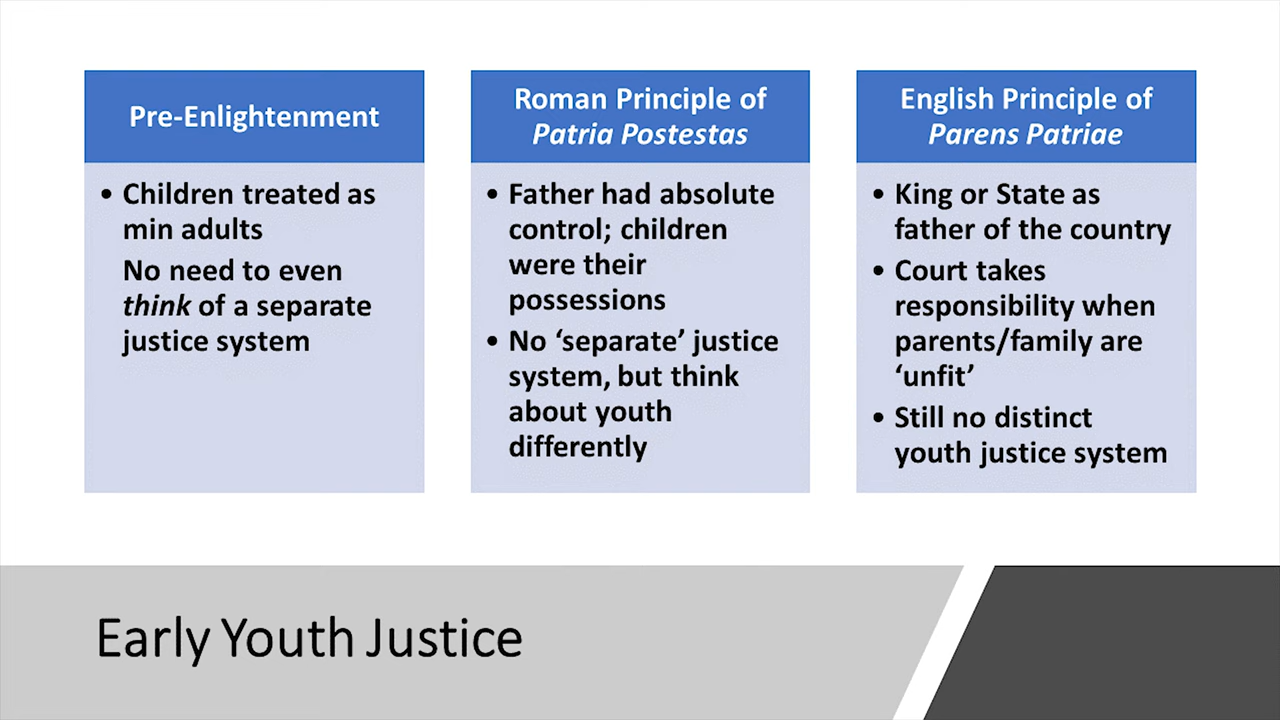 Pre-Enlightenment
• Children treated as
min adults
No need to even
think of a separate
justice system
Roman Principle of
Patria Postestas
• Father had absolute
control; children
were their
possessions
• No ‘separate’ justice
system, but think
about youth
differently
English Principle of
Parens Patriae
• King or State as
father of the country
• Court takes
responsibility when
parents/family are
‘unfit’
• Still no distinct
youth justice system
Early Youth Justice